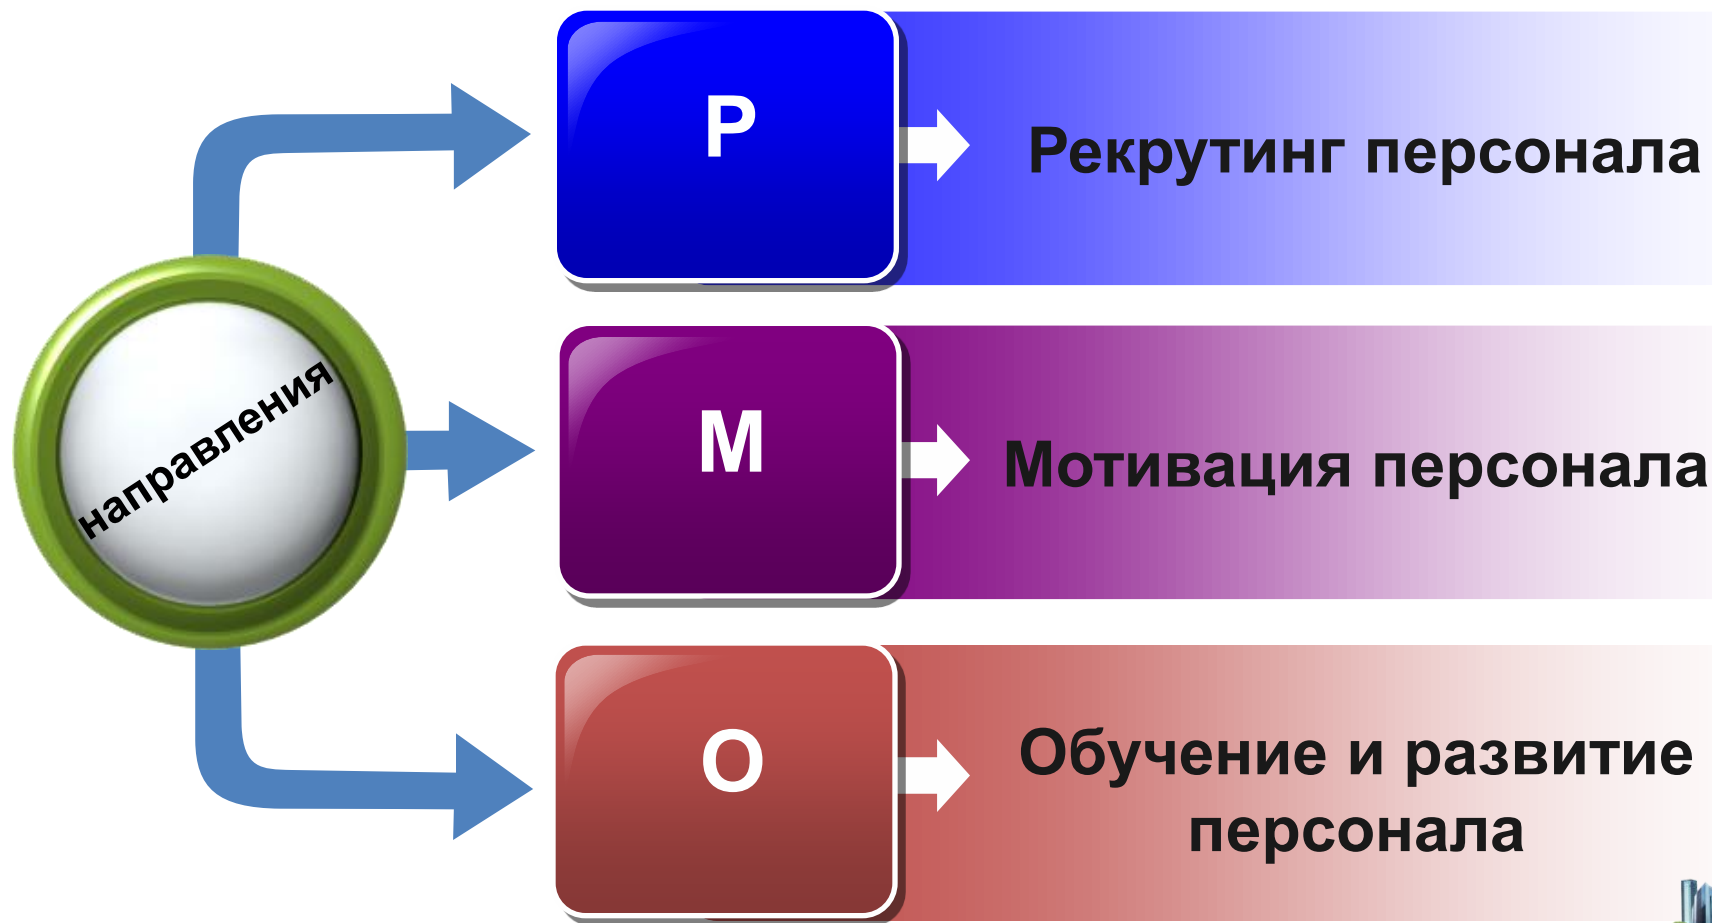 направления
Р
Рекрутинг персонала
М
Мотивация персонала
О
Обучение и развитие
персонала